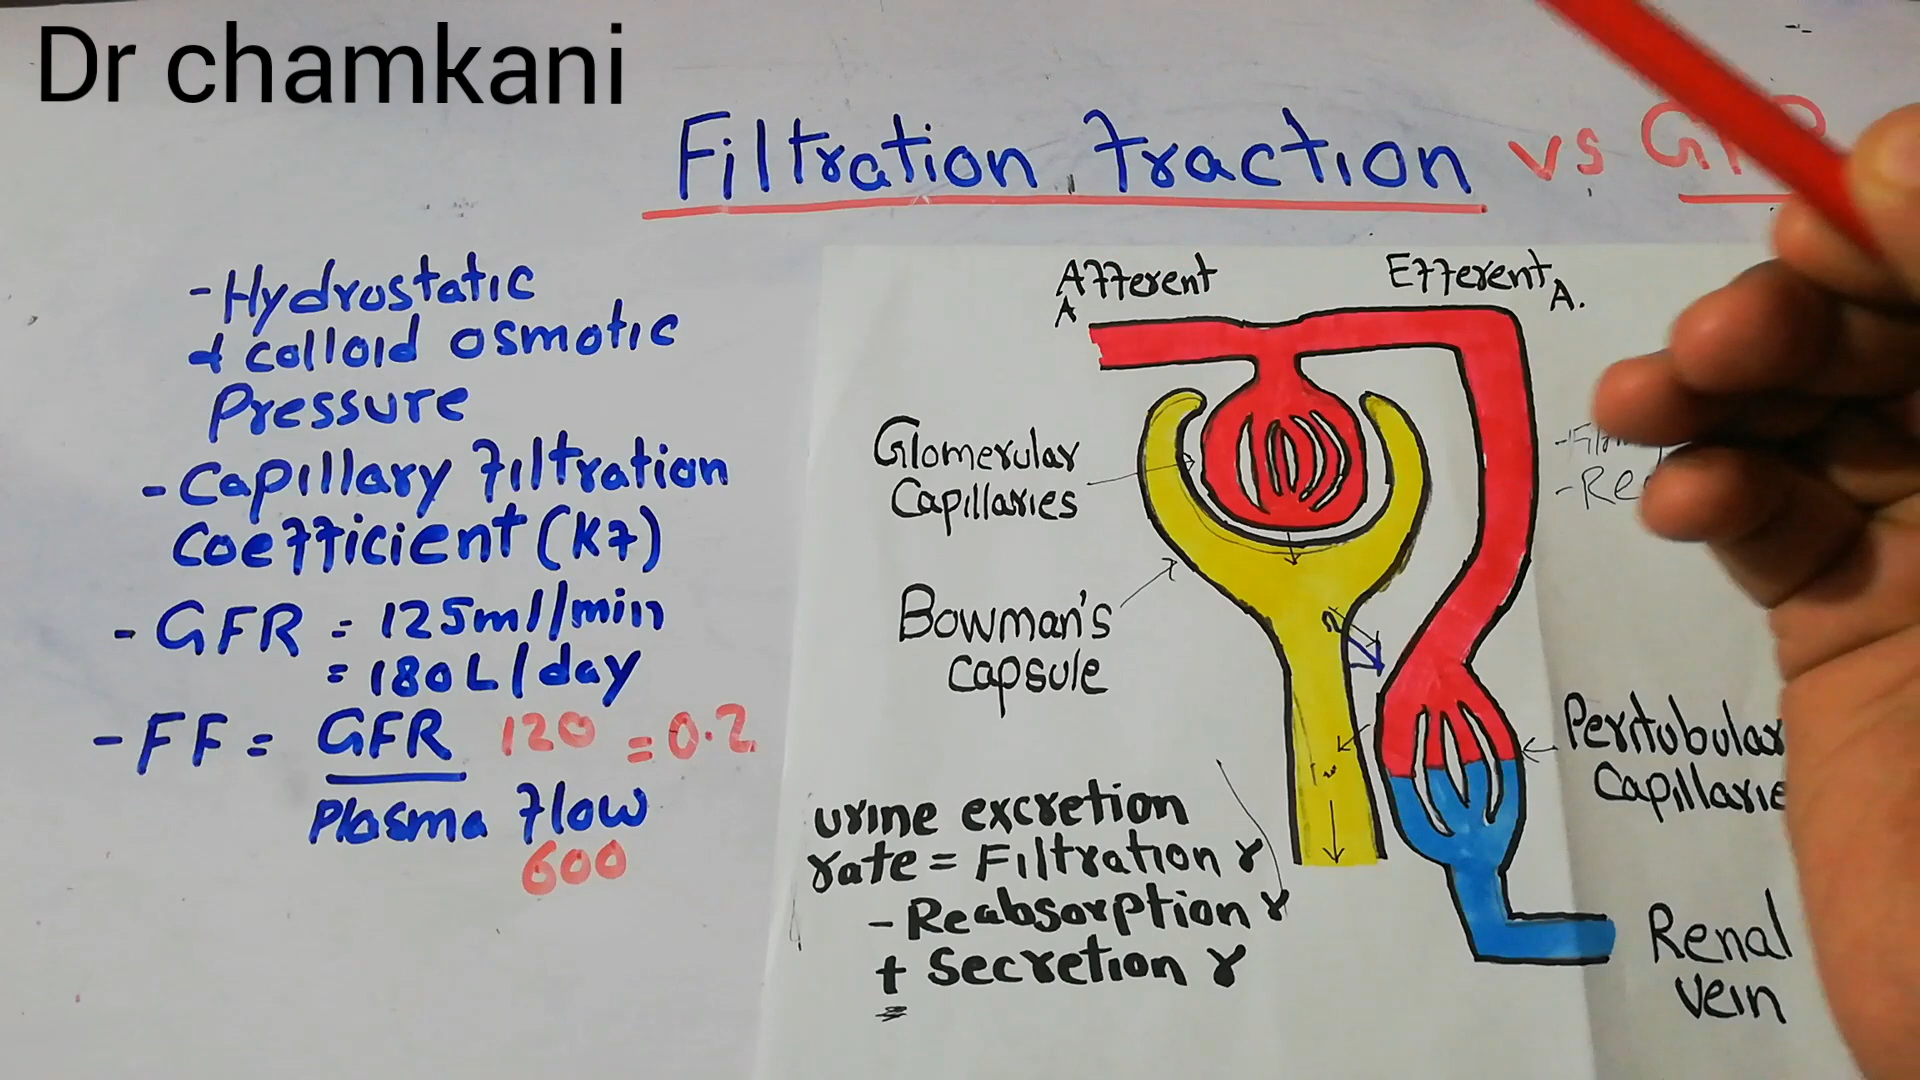 Dr chamkani
Filtration fraction vs GFR
- Hydrostatic
& colloid osmotic
Pressure
- Capillary filtration
Coefficient (Kf)
- GFR = 125ml/min
= 180L/day
- FF = GFR 120 = 0.2
Plasma flow
600
Afferent
A
Efferent
A.
Glomerular
Capillaries
Bowman's
capsule
Peritubular
Capillarie
urine excretion
rate = Filtration r
- Reabsorption r
+ Secretion r
Renal
vein